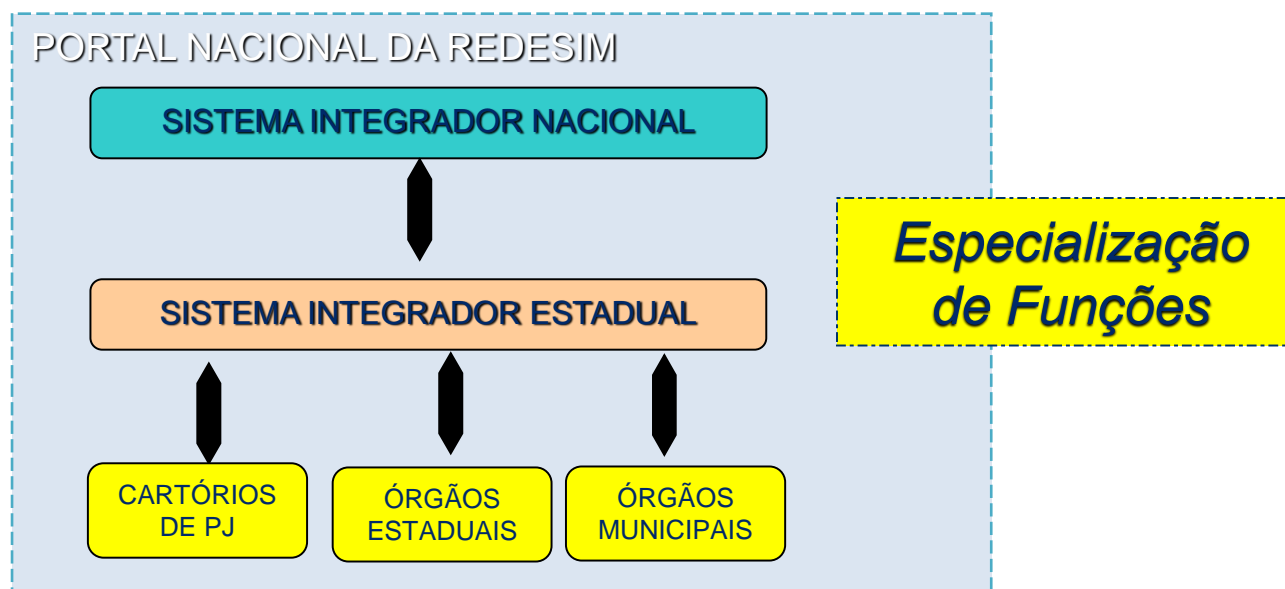 PORTAL NACIONAL DA REDESIM
SISTEMA INTEGRADOR NACIONAL
Especialização
de Funções
SISTEMA INTEGRADOR ESTADUAL
CARTÓRIOS
DE PJ
ÓRGÃOS
ESTADUAIS
ÓRGÃOS
MUNICIPAIS